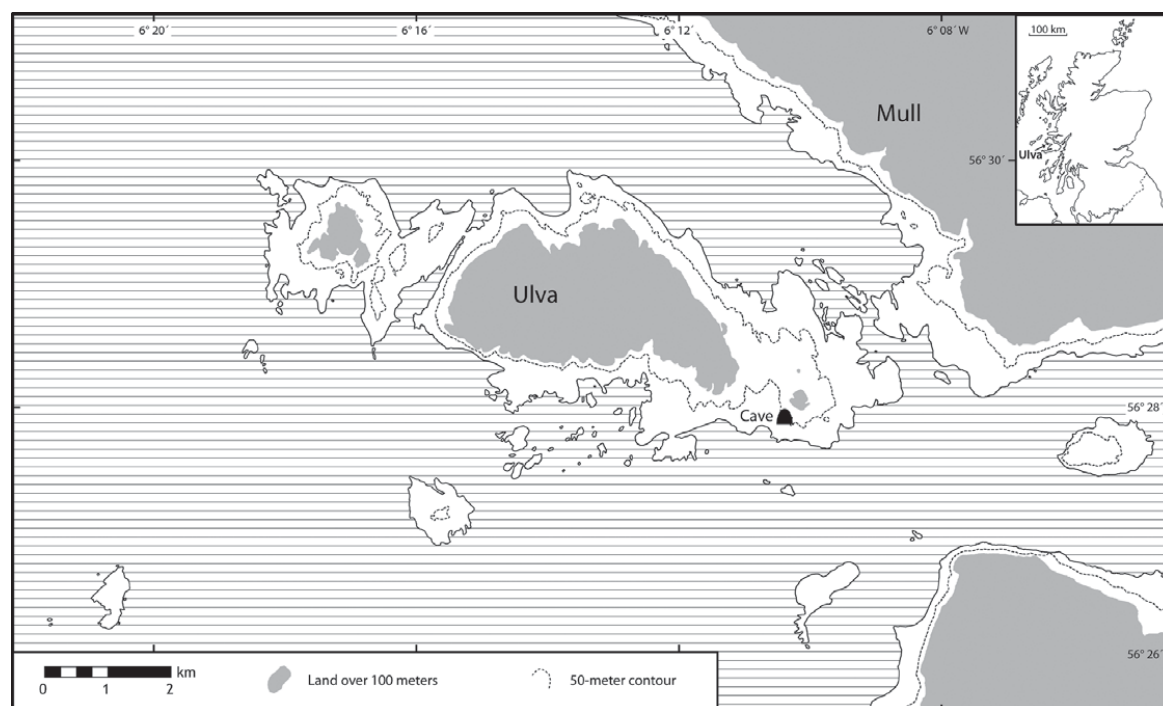 6° 20´
6° 16´
6° 12´
6° 08´ W
100 km
Mull
Ulva
56° 30´
Ulva
Cave
56° 28´
56° 26´
km
0 1 2
Land over 100 meters
50-meter contour